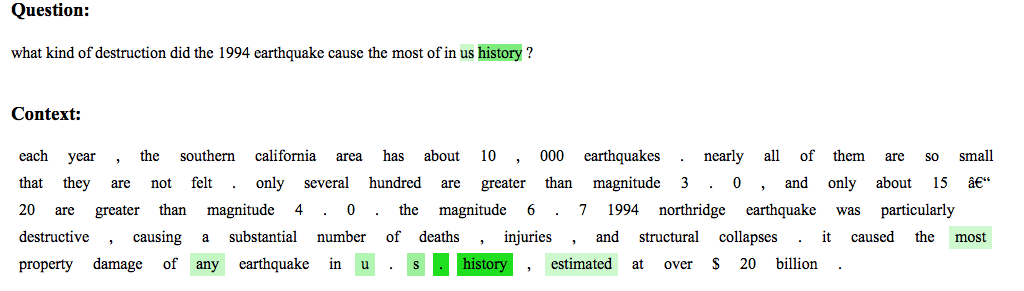 Question:
what kind of destruction did the 1994 earthquake cause the most of in us history ?
Context:
each year , the southern california area has about 10 , 000 earthquakes . nearly all of them are so small
that they are not felt . only several hundred are greater than magnitude 3 . 0 , and only about 15 â€“
20 are greater than magnitude 4 . 0 . the magnitude 6 . 7 1994 northridge earthquake was particularly
destructive , causing a substantial number of deaths , injuries , and structural collapses . it caused the most
property damage of any earthquake in u . s . history , estimated at over $ 20 billion .